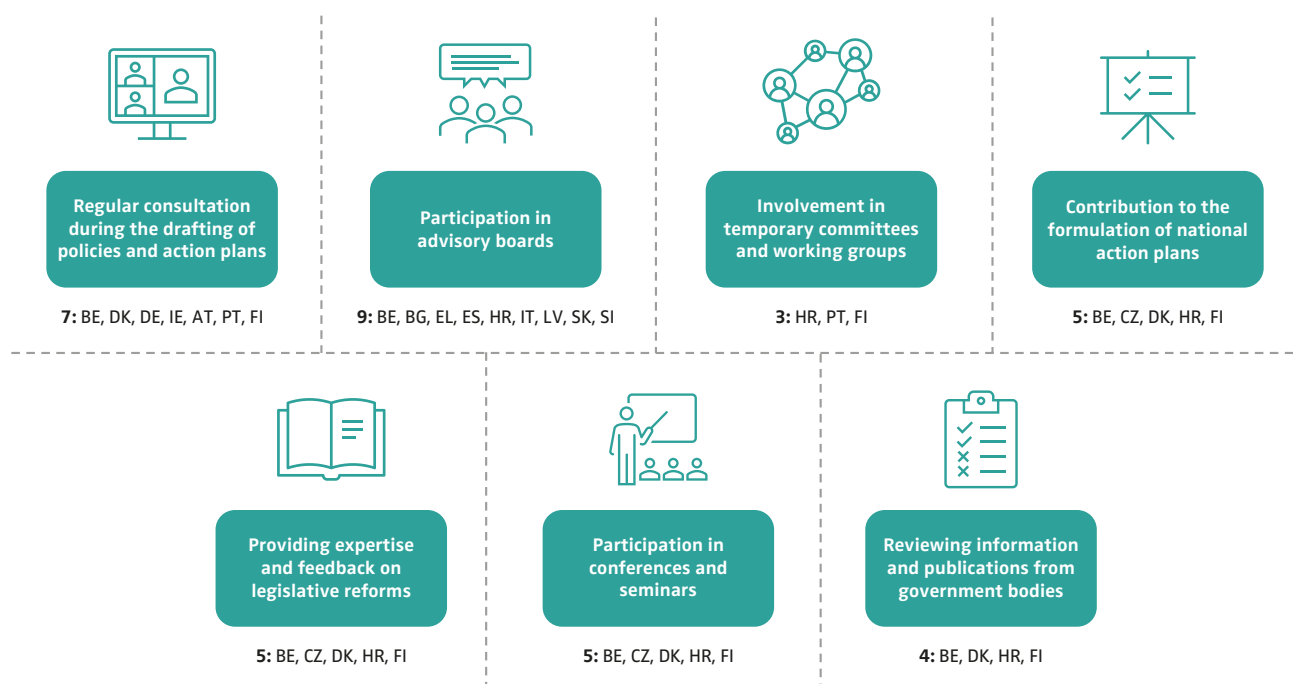 Regular consultation
during the drafting of
policies and action plans
7: BE, DK, DE, IE, AT, PT, FI
Participation in
advisory boards
9: BE, BG, EL, ES, HR, IT, LV, SK, SI
Involvement in
temporary committees
and working groups
3: HR, PT, FI
Contribution to the
formulation of national
action plans
5: BE, CZ, DK, HR, FI
Providing expertise
and feedback on
legislative reforms
5: BE, CZ, DK, HR, FI
Participation in
conferences and
seminars
5: BE, CZ, DK, HR, FI
Reviewing information
and publications from
government bodies
4: BE, DK, HR, FI